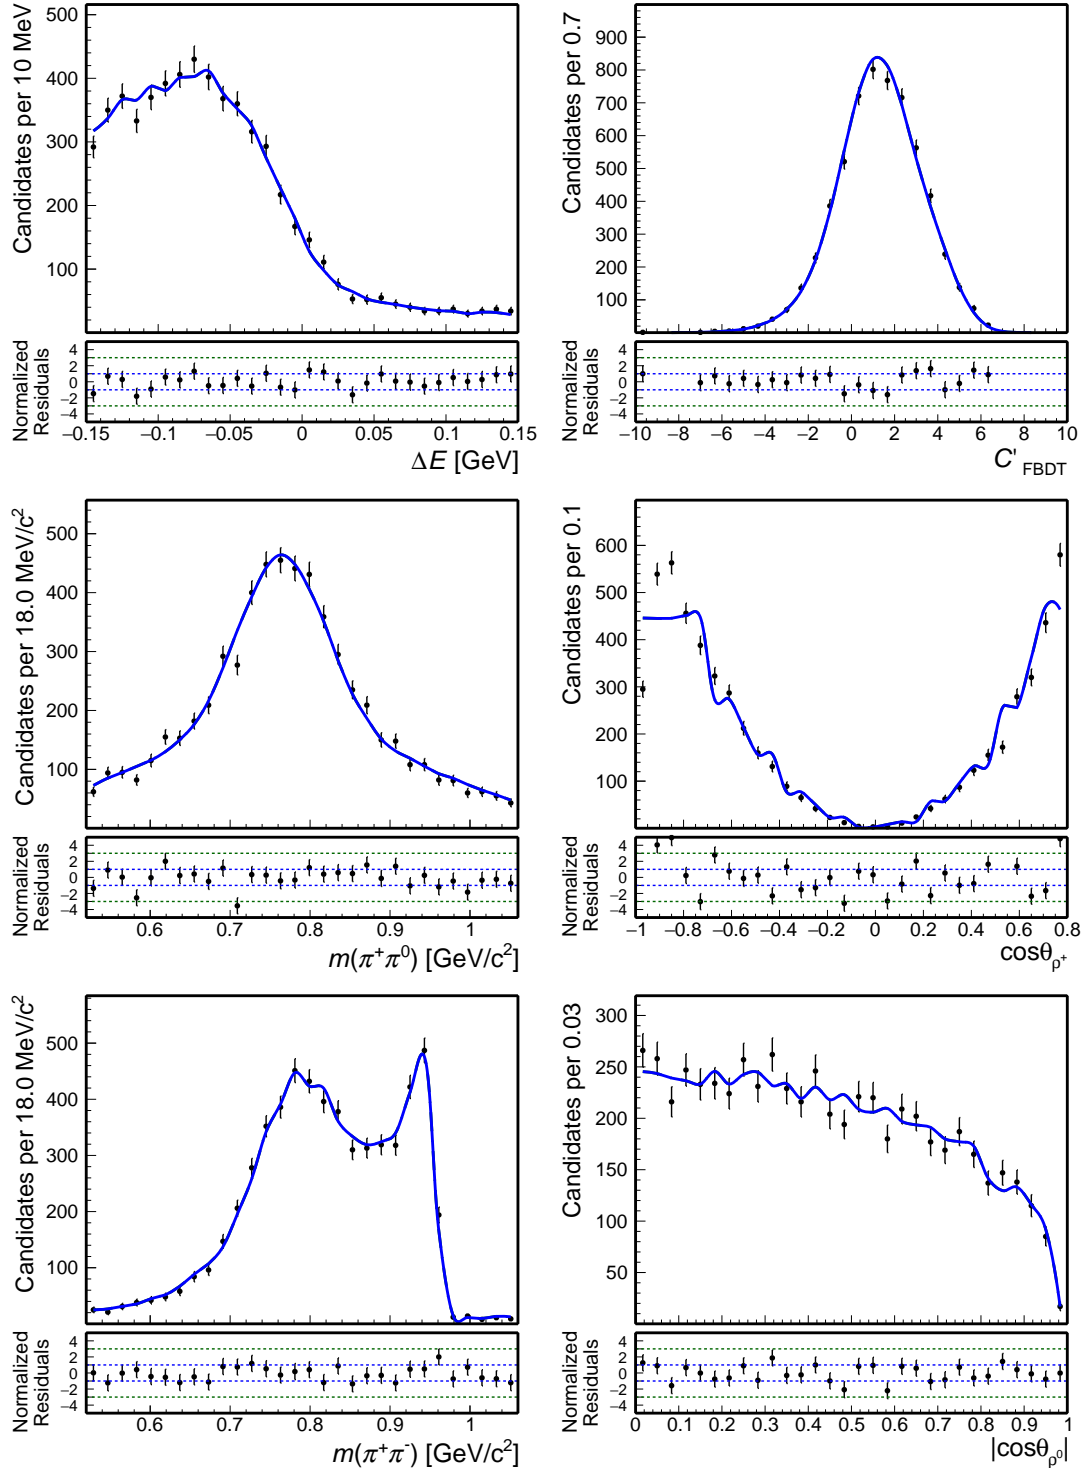 Candidates per 10 MeV
500
400
300
200
100
Normalized
Residuals
4
2
0
−2
−4
−0.15 −0.1 −0.05 0 0.05 0.1 0.15
ΔE [GeV]
Candidates per 0.7
900
800
700
600
500
400
300
200
100
Normalized
Residuals
4
2
0
−2
−4
−10 −8 −6 −4 −2 0 2 4 6 8 10
C'FBDT
Candidates per 18.0 MeV/c²
500
400
300
200
100
Normalized
Residuals
4
2
0
−2
−4
0.6 0.7 0.8 0.9 1
m(π⁺π⁰) [GeV/c²]
Candidates per 0.1
600
500
400
300
200
100
Normalized
Residuals
4
2
0
−2
−4
−1 −0.8 −0.6 −0.4 −0.2 0 0.2 0.4 0.6 0.8
cosθρ⁺
Candidates per 18.0 MeV/c²
500
400
300
200
100
Normalized
Residuals
4
2
0
−2
−4
0.6 0.7 0.8 0.9 1
m(π⁺π⁻) [GeV/c²]
Candidates per 0.03
300
250
200
150
100
50
Normalized
Residuals
4
2
0
−2
−4
0 0.1 0.2 0.3 0.4 0.5 0.6 0.7 0.8 0.9 1
|cosθρ⁰|